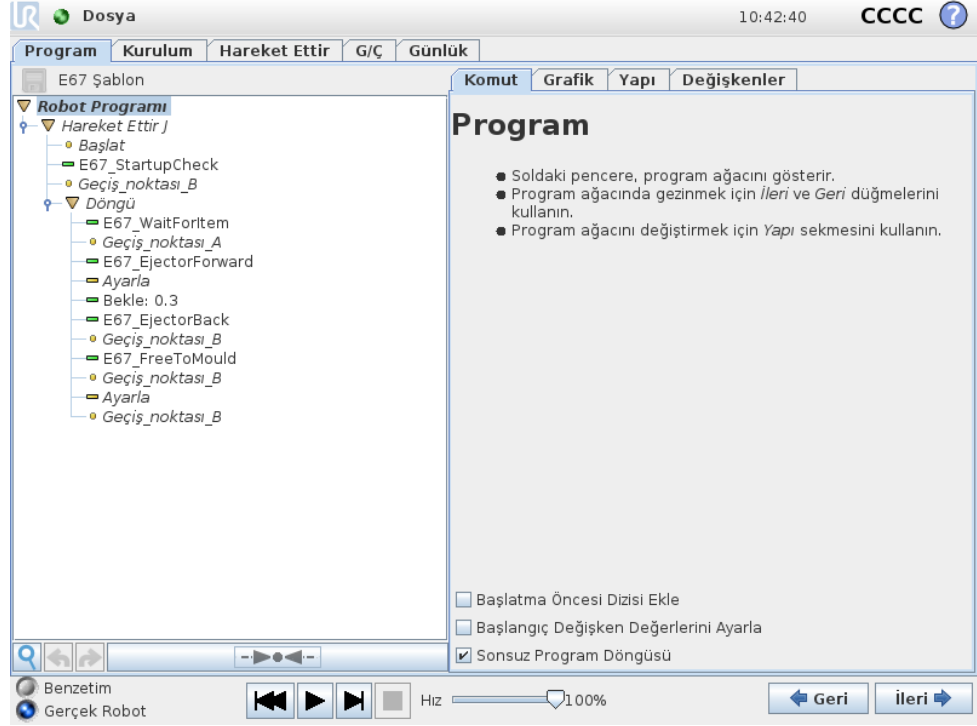 UR Dosya 10:42:40 CCCC ?
Program Kurulum Hareket Ettir G/Ç Günlük
E67 Şablon
Robot Programı
Hareket Ettir J
Başlat
E67_StartupCheck
Geçiş_noktası_B
Döngü
E67_WaitForItem
Geçiş_noktası_A
E67_EjectorForward
Ayarla
Bekle: 0.3
E67_EjectorBack
Geçiş_noktası_B
E67_FreeToMould
Geçiş_noktası_B
Ayarla
Geçiş_noktası_B
Komut Grafik Yapı Değişkenler
Program
Soldaki pencere, program ağacını gösterir.
Program ağacında gezinmek için İleri ve Geri düğmelerini
kullanın.
Program ağacını değiştirmek için Yapı sekmesini kullanın.
Başlatma Öncesi Dizisi Ekle
Başlangıç Değişken Değerlerini Ayarla
Sonsuz Program Döngüsü
Benzetim
Gerçek Robot
Hız 100%
Geri İleri